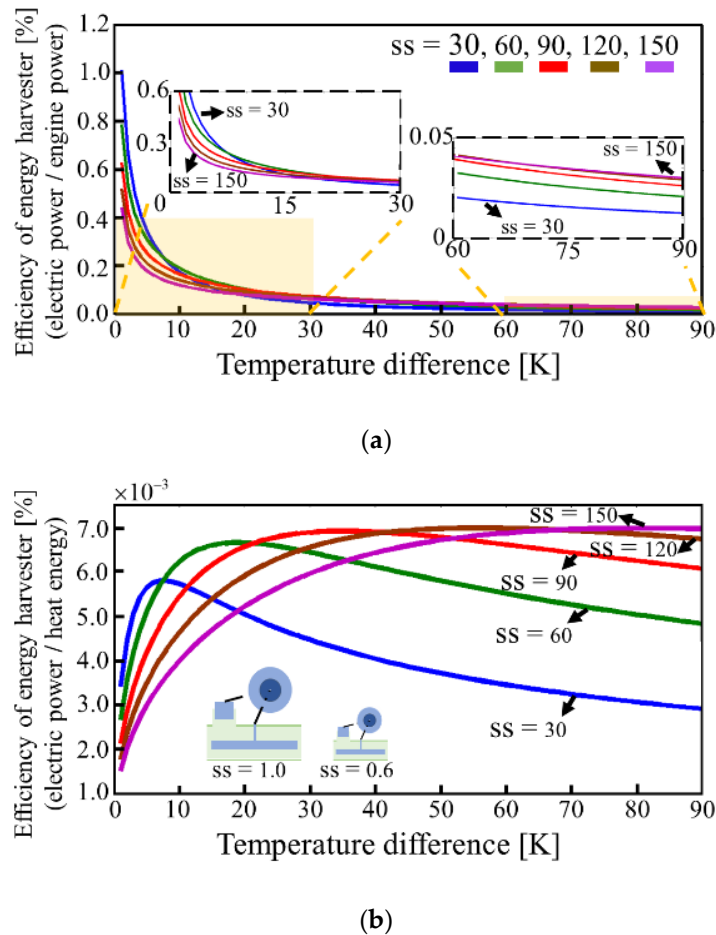 (a)
Efficiency of energy harvester [%]
(electric power / engine power)
1.2
1.0
0.8
0.6
0.4
0.2
0.0
ss = 30, 60, 90, 120, 150
0.6
0.3
0
ss = 30
ss = 150
15
30
0.05
0
ss = 150
ss = 30
60
75
90
0 10 20 30 40 50 60 70 80 90
Temperature difference [K]
(a)
Efficiency of energy harvester [%]
(electric power / heat energy)
×10⁻³
7.0
6.0
5.0
4.0
3.0
2.0
1.0
ss = 150
ss = 120
ss = 90
ss = 60
ss = 30
ss = 1.0
ss = 0.6
0 10 20 30 40 50 60 70 80 90
Temperature difference [K]
(b)